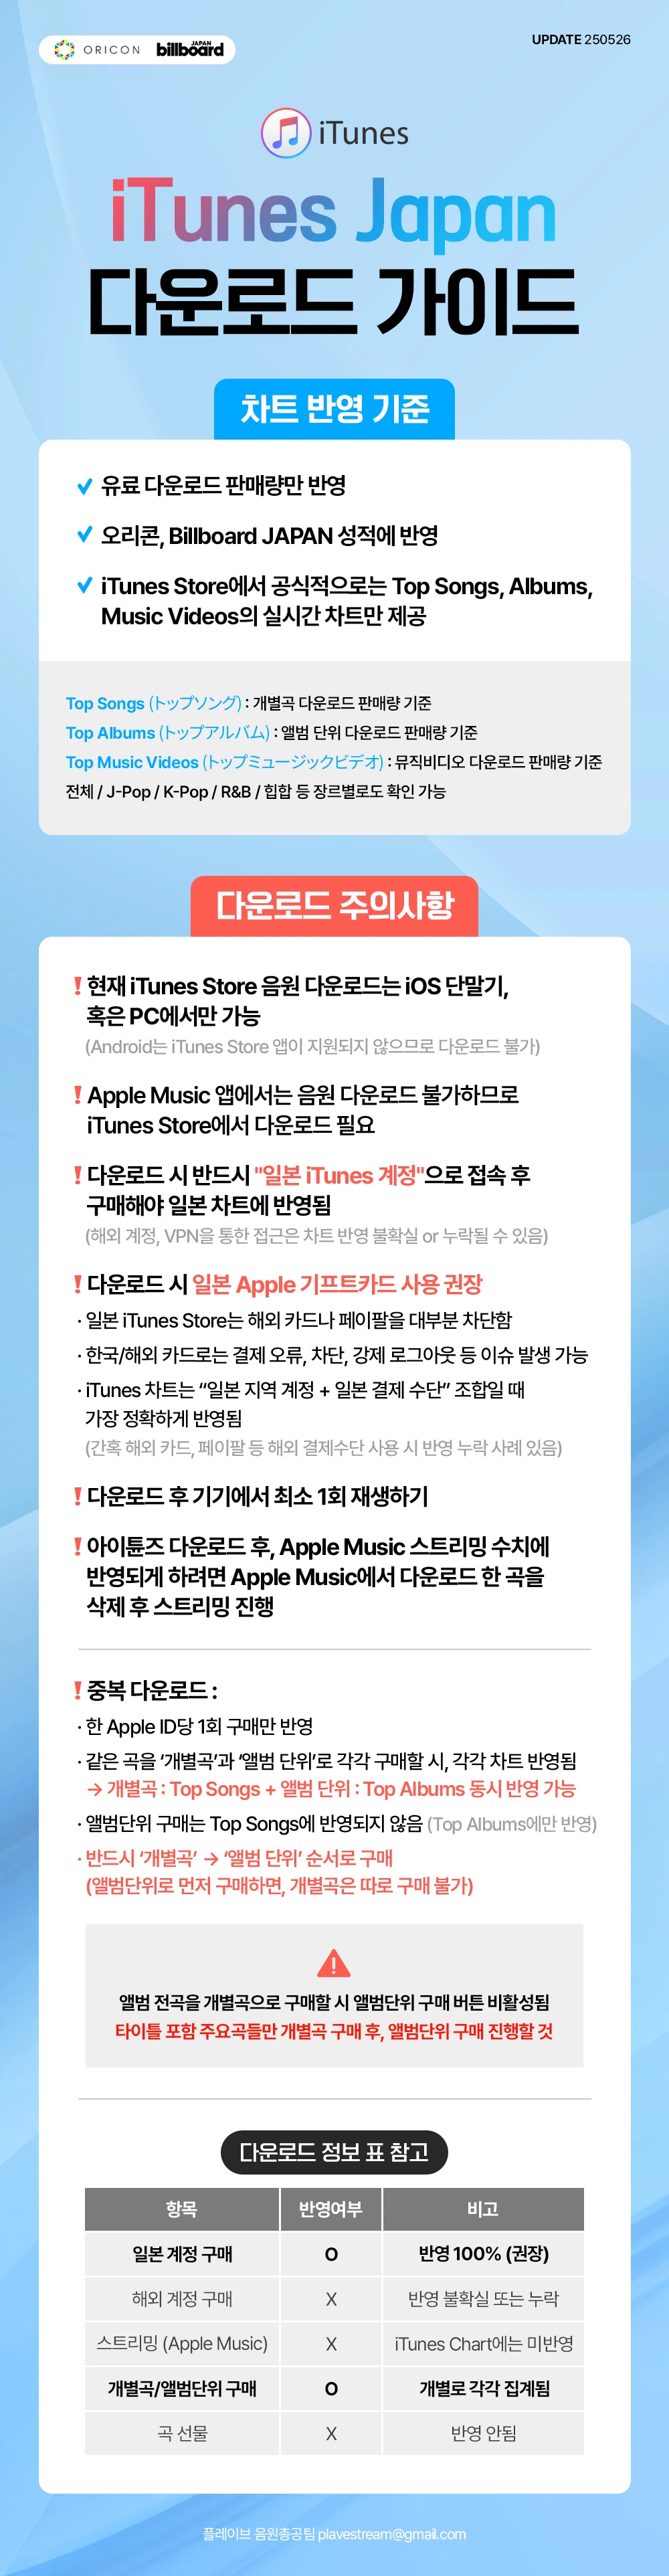 ORICON billboard JAPAN
UPDATE 250526
iTunes
iTunes Japan
다운로드 가이드
차트 반영 기준
유료 다운로드 판매량만 반영
오리콘, Billboard JAPAN 성적에 반영
iTunes Store에서 공식적으로는 Top Songs, Albums,
Music Videos의 실시간 차트만 제공
Top Songs (トップソング) : 개별곡 다운로드 판매량 기준
Top Albums (トップアルバム) : 앨범 단위 다운로드 판매량 기준
Top Music Videos (トップミュージックビデオ) : 뮤직비디오 다운로드 판매량 기준
전체 / J-Pop / K-Pop / R&B / 힙합 등 장르별로도 확인 가능
다운로드 주의사항
! 현재 iTunes Store 음원 다운로드는 iOS 단말기,
혹은 PC에서만 가능
(Android는 iTunes Store 앱이 지원되지 않으므로 다운로드 불가)
! Apple Music 앱에서는 음원 다운로드 불가하므로
iTunes Store에서 다운로드 필요
! 다운로드 시 반드시 "일본 iTunes 계정"으로 접속 후
구매해야 일본 차트에 반영됨
(해외 계정, VPN을 통한 접근은 차트 반영 불확실 or 누락될 수 있음)
! 다운로드 시 일본 Apple 기프트카드 사용 권장
· 일본 iTunes Store는 해외 카드나 페이팔을 대부분 차단함
· 한국/해외 카드로는 결제 오류, 차단, 강제 로그아웃 등 이슈 발생 가능
· iTunes 차트는 “일본 지역 계정 + 일본 결제 수단” 조합일 때
가장 정확하게 반영됨
(간혹 해외 카드, 페이팔 등 해외 결제수단 사용 시 반영 누락 사례 있음)
! 다운로드 후 기기에서 최소 1회 재생하기
! 아이튠즈 다운로드 후, Apple Music 스트리밍 수치에
반영되게 하려면 Apple Music에서 다운로드 한 곡을
삭제 후 스트리밍 진행
! 중복 다운로드 :
· 한 Apple ID당 1회 구매만 반영
· 같은 곡을 ‘개별곡’과 ‘앨범 단위’로 각각 구매할 시, 각각 차트 반영됨
→ 개별곡 : Top Songs + 앨범 단위 : Top Albums 동시 반영 가능
· 앨범단위 구매는 Top Songs에 반영되지 않음 (Top Albums에만 반영)
· 반드시 ‘개별곡’ → ‘앨범 단위’ 순서로 구매
(앨범단위로 먼저 구매하면, 개별곡은 따로 구매 불가)
앨범 전곡을 개별곡으로 구매할 시 앨범단위 구매 버튼 비활성됨
타이틀 포함 주요곡들만 개별곡 구매 후, 앨범단위 구매 진행할 것
다운로드 정보 표 참고
항목 반영여부 비고
일본 계정 구매 O 반영 100% (권장)
해외 계정 구매 X 반영 불확실 또는 누락
스트리밍 (Apple Music) X iTunes Chart에는 미반영
개별곡/앨범단위 구매 O 개별로 각각 집계됨
곡 선물 X 반영 안됨
플레이브 음원총공팀 plavestream@gmail.com